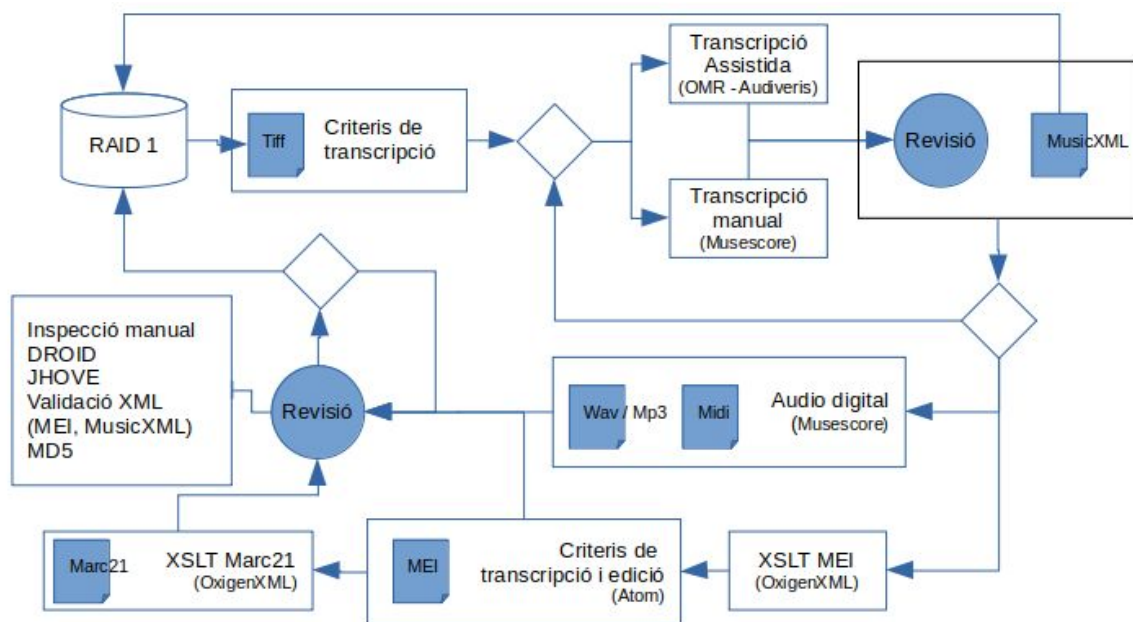 Transcripció
Assistida
(OMR - Audiveris)
RAID 1
Tiff
Criteris de
transcripció
Revisió
MusicXML
Transcripció
manual
(Musescore)
Inspecció manual
DROID
JHOVE
Validació XML
(MEI, MusicXML)
MD5
Revisió
Wav / Mp3
Midi
Audio digital
(Musescore)
Marc21
XSLT Marc21
(OxigenXML)
MEI
Criteris de
transcripció i edició
(Atom)
XSLT MEI
(OxigenXML)